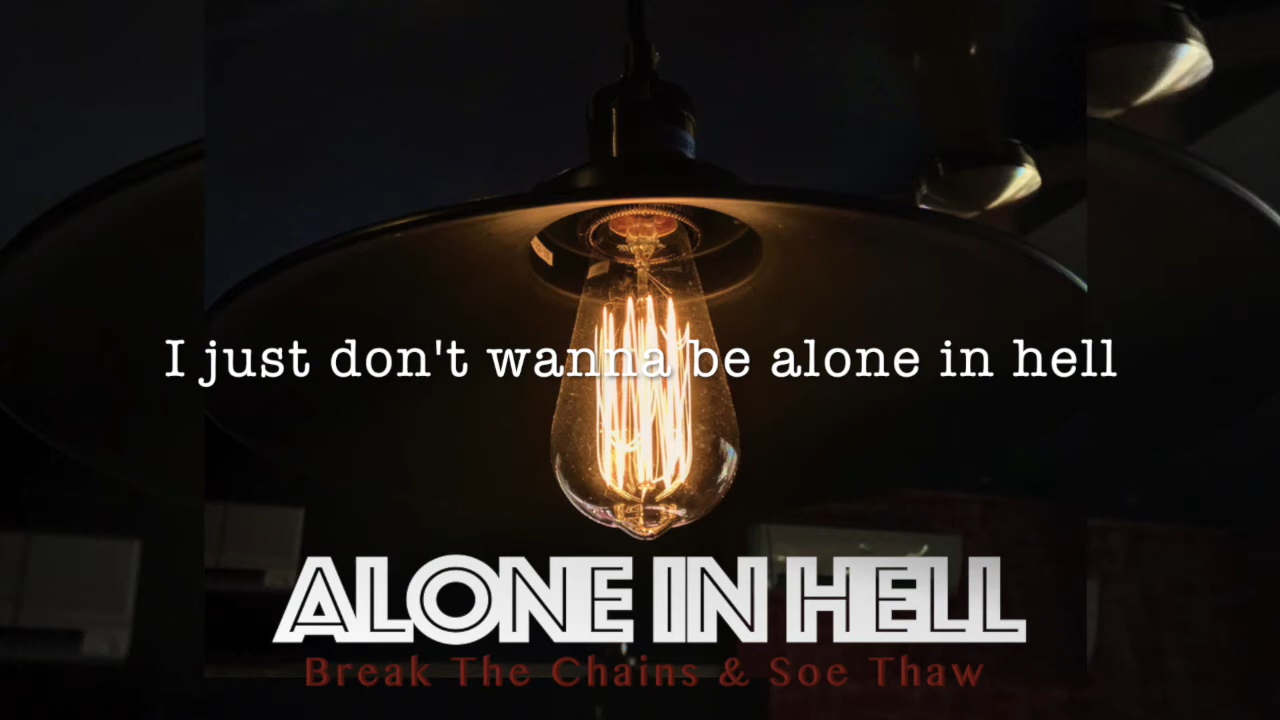 I just don't wanna be alone in hell
ALONE IN HELL
Break The Chains & Soe Thaw